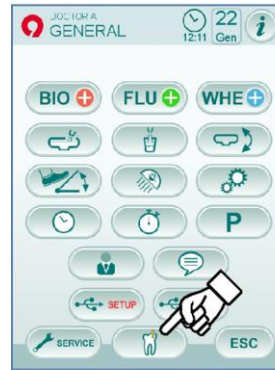 DOCTOR A
GENERAL
12:11
22
Gen
i
BIO
FLU
WHE
P
SETUP
SERVICE
ESC